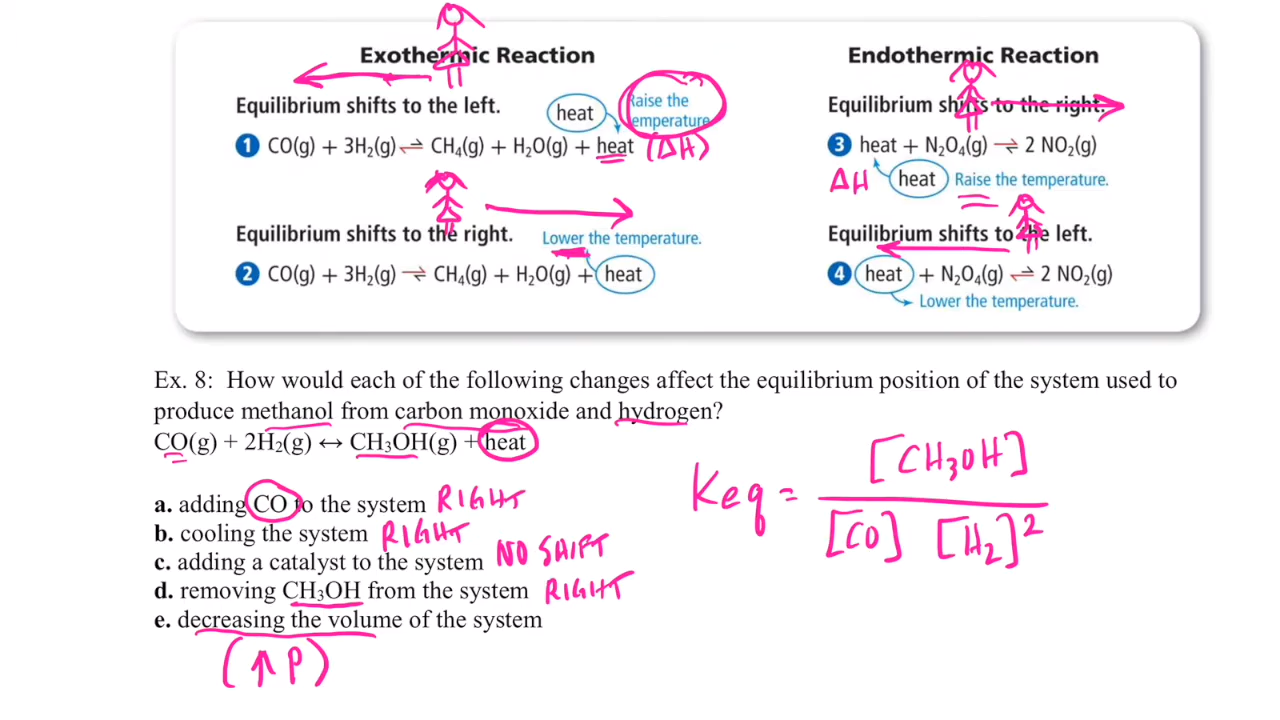 Exothermic Reaction
Equilibrium shifts to the left.
heat
Raise the
temperature
1 CO(g) + 3H₂(g) ⇌ CH₄(g) + H₂O(g) + heat (ΔH)
Equilibrium shifts to the right.
Lower the temperature.
2 CO(g) + 3H₂(g) ⇌ CH₄(g) + H₂O(g) + heat
Endothermic Reaction
Equilibrium shifts to the right.
3 heat + N₂O₄(g) ⇌ 2 NO₂(g)
ΔH heat Raise the temperature.
Equilibrium shifts to the left.
4 heat + N₂O₄(g) ⇌ 2 NO₂(g)
Lower the temperature.
Ex. 8: How would each of the following changes affect the equilibrium position of the system used to
produce methanol from carbon monoxide and hydrogen?
CO(g) + 2H₂(g) ↔ CH₃OH(g) + heat
a. adding CO to the system RIGHT
b. cooling the system RIGHT
c. adding a catalyst to the system NO SHIFT
d. removing CH₃OH from the system RIGHT
e. decreasing the volume of the system
(↑ P)
Keq = [CH₃OH]
[CO] [H₂]²